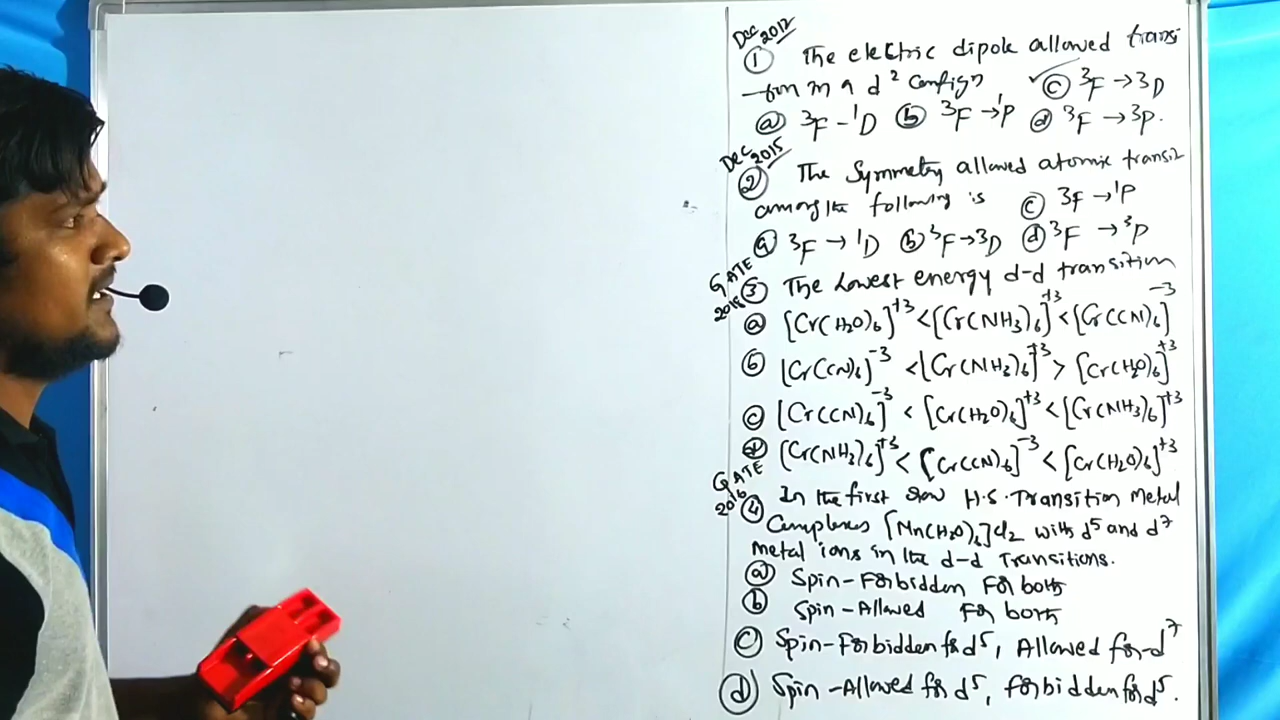 Dec 2012
① The electric dipole allowed transi
-tion in a d² Confign ✓ⓒ ³F → ³D
ⓐ ³F - ¹D ⓑ ³F → ¹P ⓓ ³F → ³P.
Dec 2015
② The Symmetry allowed atomic transit
among the following is ⓒ ³F → ¹P
ⓐ ³F → ¹D ⓑ ³F → ³D ⓓ ³F → ³P
GATE 2018
③ The Lowest energy d-d transition
ⓐ [Cr(H₂O)₆]⁺³ < [Cr(NH₃)₆]⁺³ < [Cr(CN)₆]⁻³
ⓑ [Cr(CN)₆]⁻³ < [Cr(NH₃)₆]⁺³ > [Cr(H₂O)₆]⁺³
ⓒ [Cr(CN)₆]⁻³ < [Cr(H₂O)₆]⁺³ < [Cr(NH₃)₆]⁺³
ⓓ [Cr(NH₃)₆]⁺³ < [Cr(CN)₆]⁻³ < [Cr(H₂O)₆]⁺³
GATE 2016
④ In the first row H.S. Transition Metal
Complexes [Mn(H₂O)₆]Cl₂ with d⁵ and d⁷
Metal ions in the d-d Transitions.
ⓐ Spin-Forbidden For both
ⓑ Spin-Allowed For both
ⓒ Spin-Forbidden for d⁵, Allowed for-d⁷
ⓓ Spin-Allowed for d⁵, forbidden for d⁵.